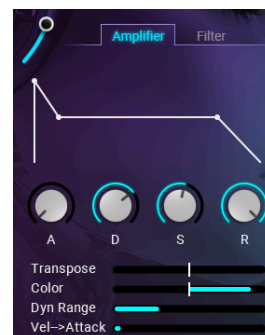 Amplifier Filter
A D S R
Transpose
Color
Dyn Range
Vel-->Attack